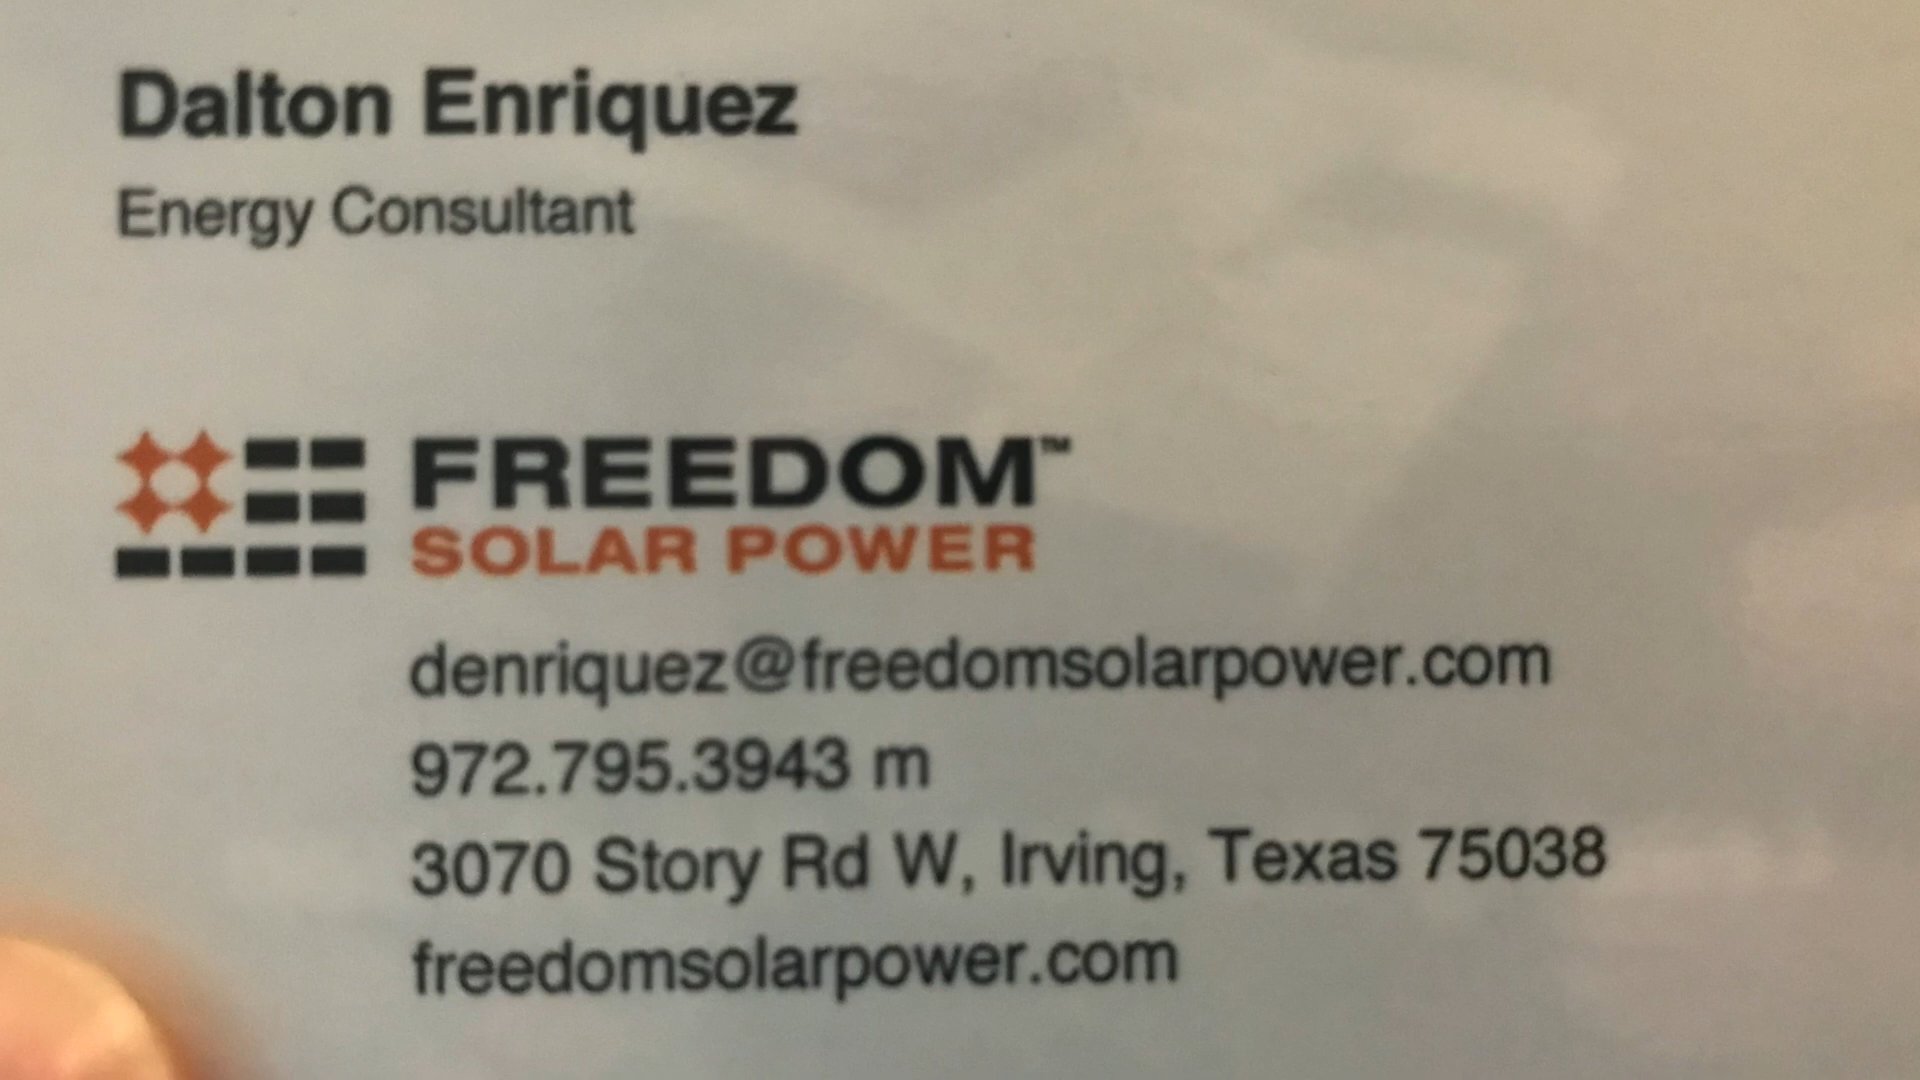 Dalton Enriquez
Energy Consultant
FREEDOM™
SOLAR POWER
denriquez@freedomsolarpower.com
972.795.3943 m
3070 Story Rd W, Irving, Texas 75038
freedomsolarpower.com